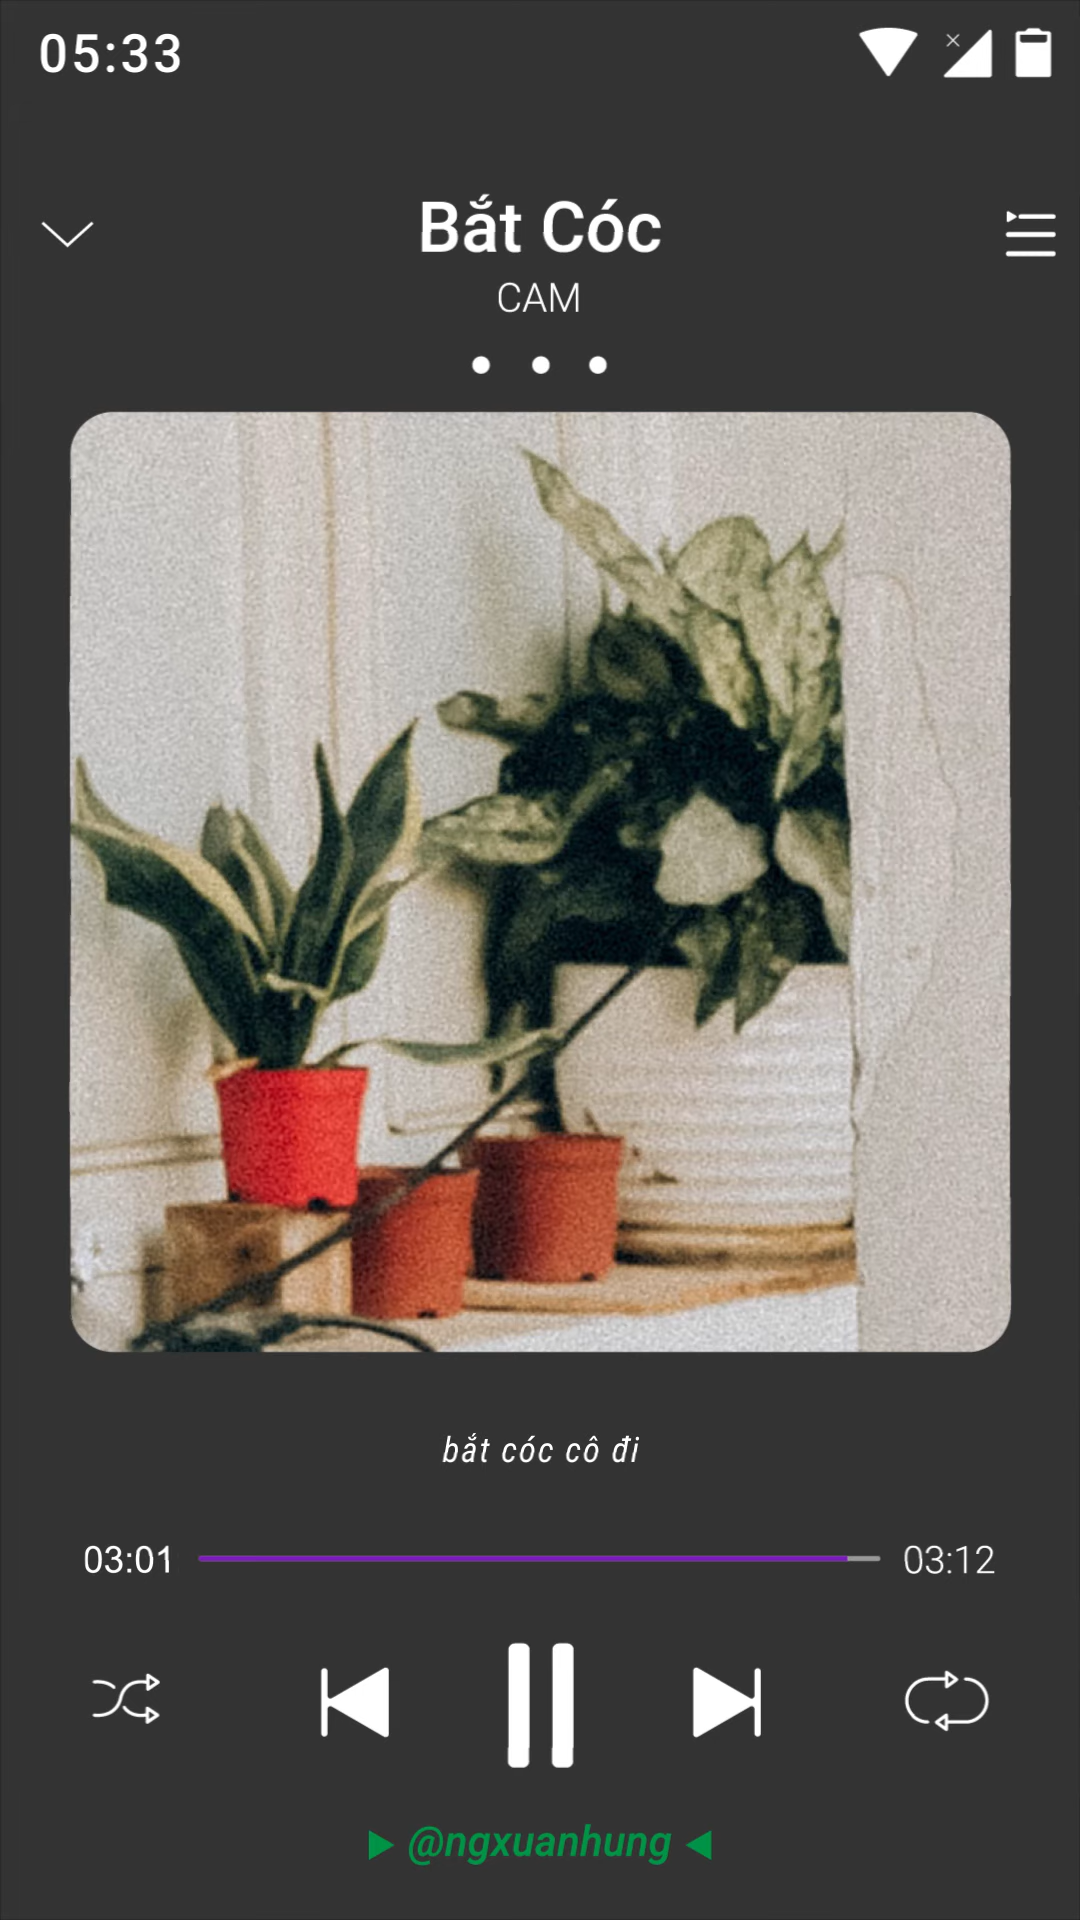 05:33
Bắt Cóc
CAM
bắt cóc cô đi
03:01
03:12
@ngxuanhung